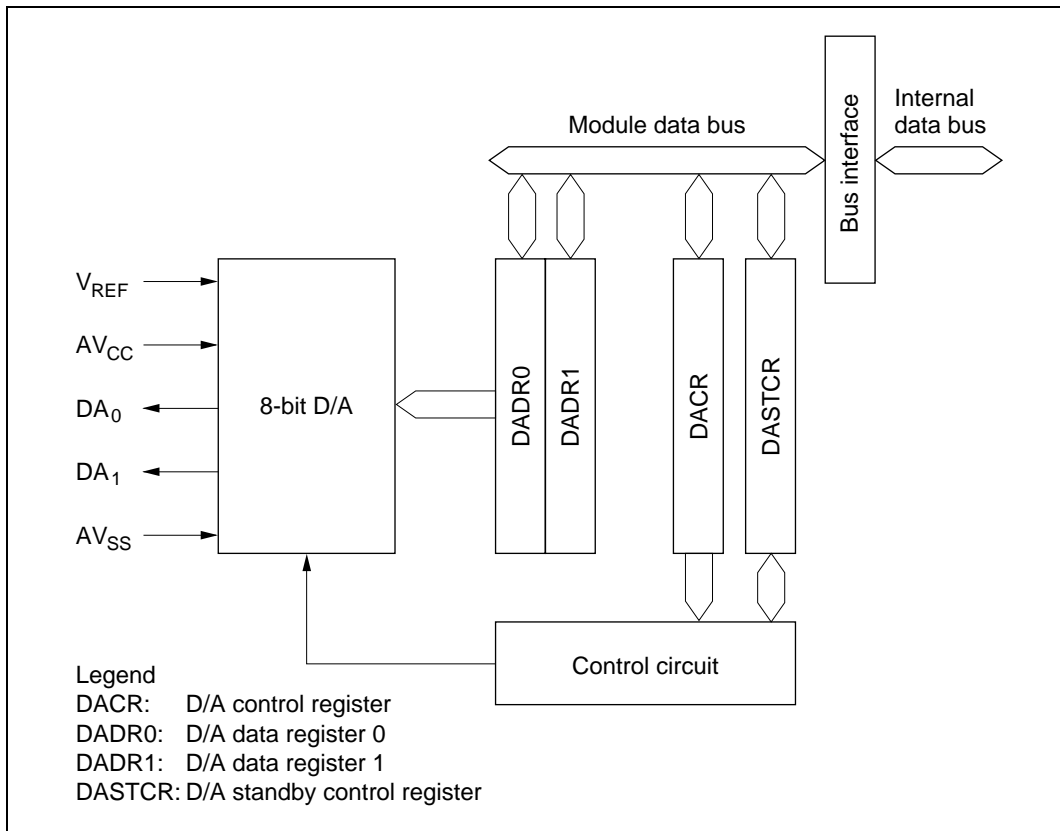 Module data bus
Bus interface
Internal
data bus
V_REF
AV_CC
DA_0
DA_1
AV_SS
8-bit D/A
DADR0
DADR1
DACR
DASTCR
Control circuit
Legend
DACR: D/A control register
DADR0: D/A data register 0
DADR1: D/A data register 1
DASTCR: D/A standby control register